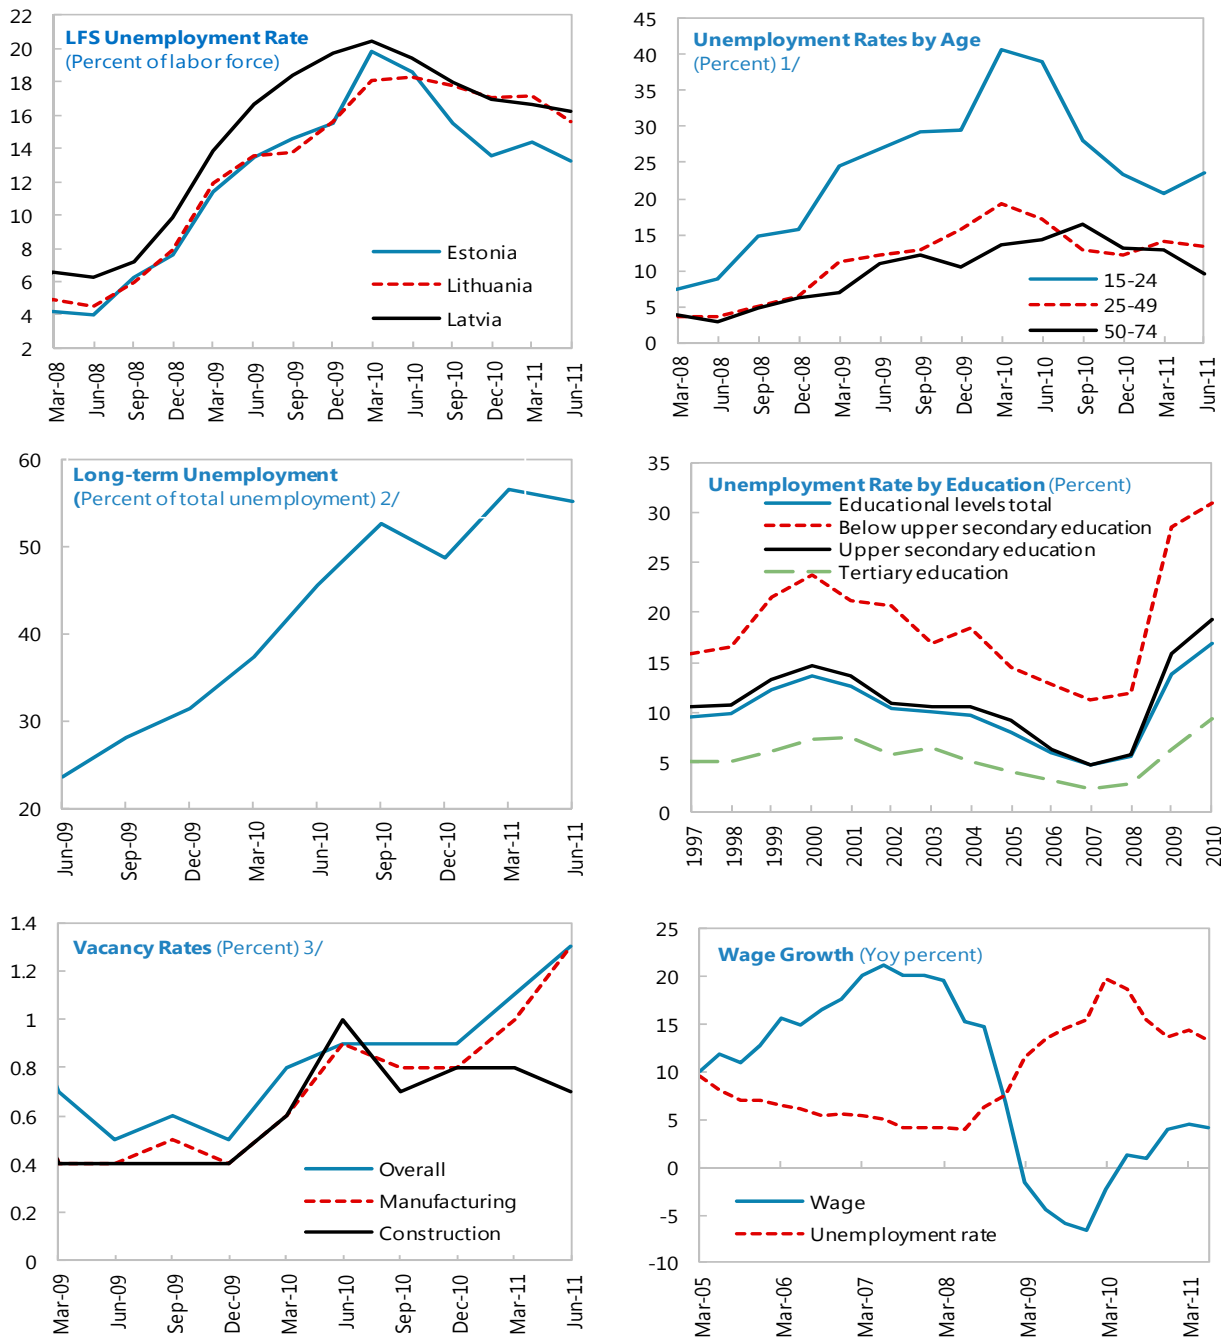 LFS Unemployment Rate
(Percent of labor force)
22
20
18
16
14
12
10
8
6
4
2
Estonia
Lithuania
Latvia
Mar-08
Jun-08
Sep-08
Dec-08
Mar-09
Jun-09
Sep-09
Dec-09
Mar-10
Jun-10
Sep-10
Dec-10
Mar-11
Jun-11
Unemployment Rates by Age
(Percent) 1/
45
40
35
30
25
20
15
10
5
0
15-24
25-49
50-74
Mar-08
Jun-08
Sep-08
Dec-08
Mar-09
Jun-09
Sep-09
Dec-09
Mar-10
Jun-10
Sep-10
Dec-10
Mar-11
Jun-11
Long-term Unemployment
(Percent of total unemployment) 2/
60
50
40
30
20
Jun-09
Sep-09
Dec-09
Mar-10
Jun-10
Sep-10
Dec-10
Mar-11
Jun-11
Unemployment Rate by Education (Percent)
Educational levels total
Below upper secondary education
Upper secondary education
Tertiary education
35
30
25
20
15
10
5
0
1997
1998
1999
2000
2001
2002
2003
2004
2005
2006
2007
2008
2009
2010
Vacancy Rates (Percent) 3/
1.4
1.2
1
0.8
0.6
0.4
0.2
0
Overall
Manufacturing
Construction
Mar-09
Jun-09
Sep-09
Dec-09
Mar-10
Jun-10
Sep-10
Dec-10
Mar-11
Jun-11
Wage Growth (Yoy percent)
25
20
15
10
5
0
-5
-10
Wage
Unemployment rate
Mar-05
Mar-06
Mar-07
Mar-08
Mar-09
Mar-10
Mar-11